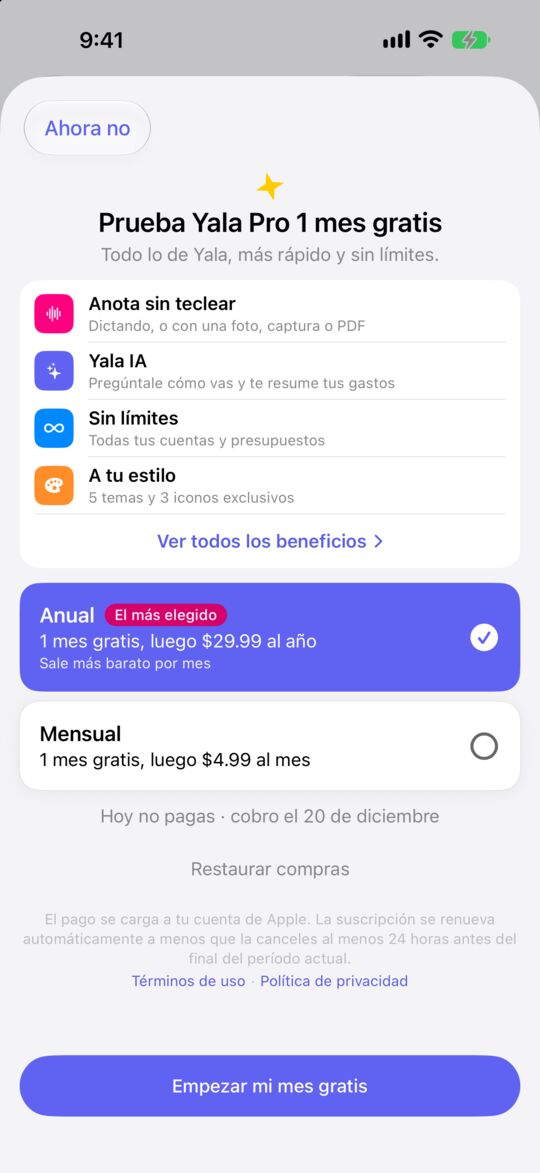 9:41
Ahora no
Prueba Yala Pro 1 mes gratis
Todo lo de Yala, más rápido y sin límites.
Anota sin teclear
Dictando, o con una foto, captura o PDF
Yala IA
Pregúntale cómo vas y te resume tus gastos
Sin límites
Todas tus cuentas y presupuestos
A tu estilo
5 temas y 3 iconos exclusivos
Ver todos los beneficios
Anual El más elegido
1 mes gratis, luego $29.99 al año
Sale más barato por mes
Mensual
1 mes gratis, luego $4.99 al mes
Hoy no pagas · cobro el 20 de diciembre
Restaurar compras
El pago se carga a tu cuenta de Apple. La suscripción se renueva
automáticamente a menos que la canceles al menos 24 horas antes del
final del período actual.
Términos de uso · Política de privacidad
Empezar mi mes gratis